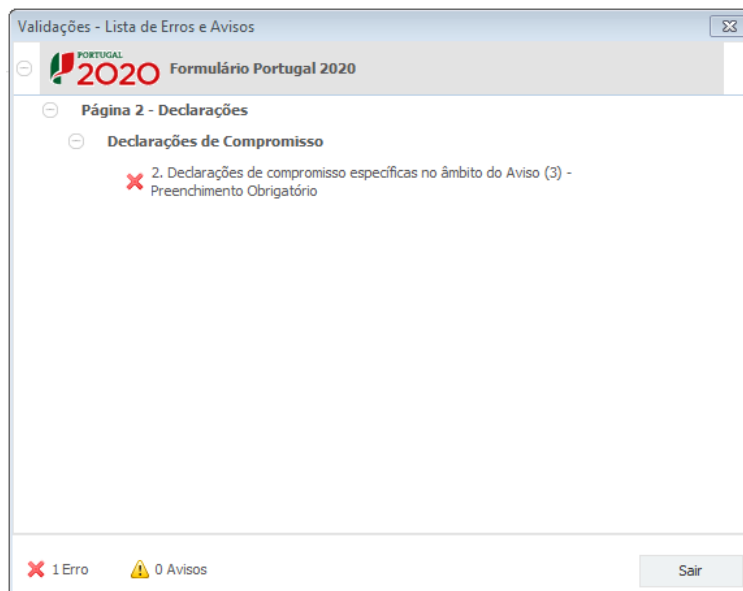 Validações - Lista de Erros e Avisos
PORTUGAL
2020
Formulário Portugal 2020
Página 2 - Declarações
Declarações de Compromisso
2. Declarações de compromisso específicas no âmbito do Aviso (3) -
Preenchimento Obrigatório
1 Erro
0 Avisos
Sair